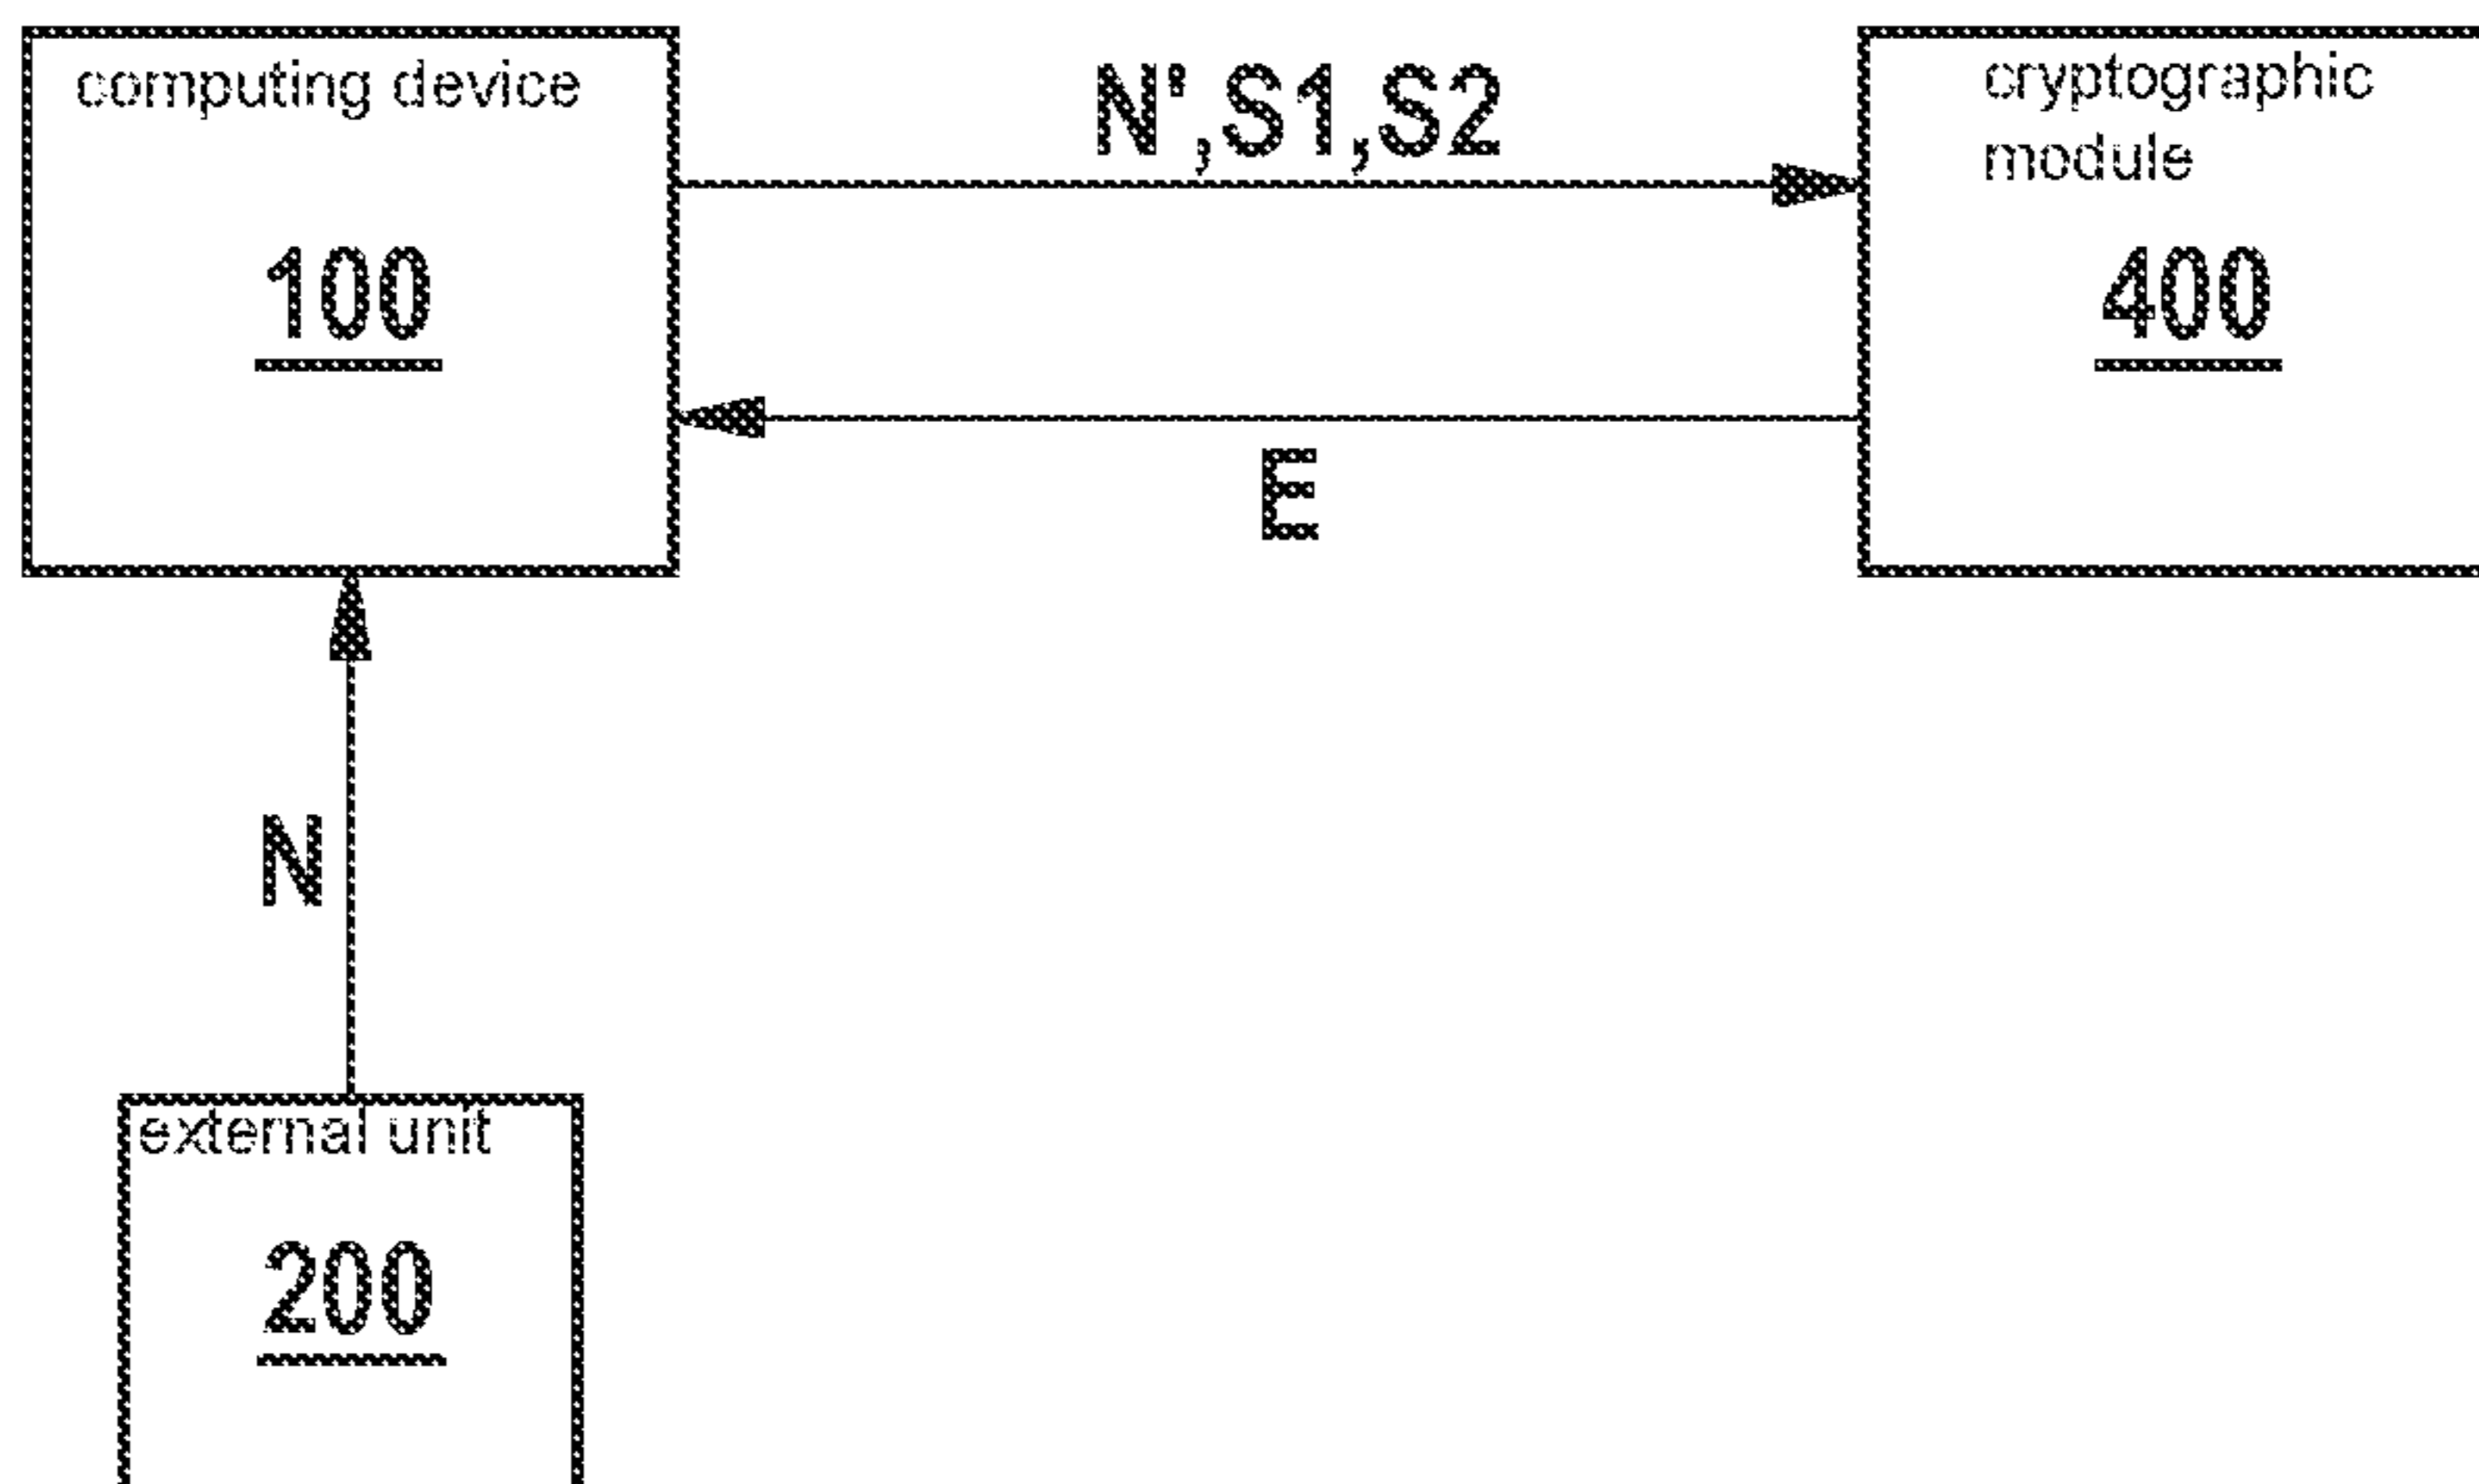 computing device
100
N',S1,S2
cryptographic
module
400
E
N
external unit
200